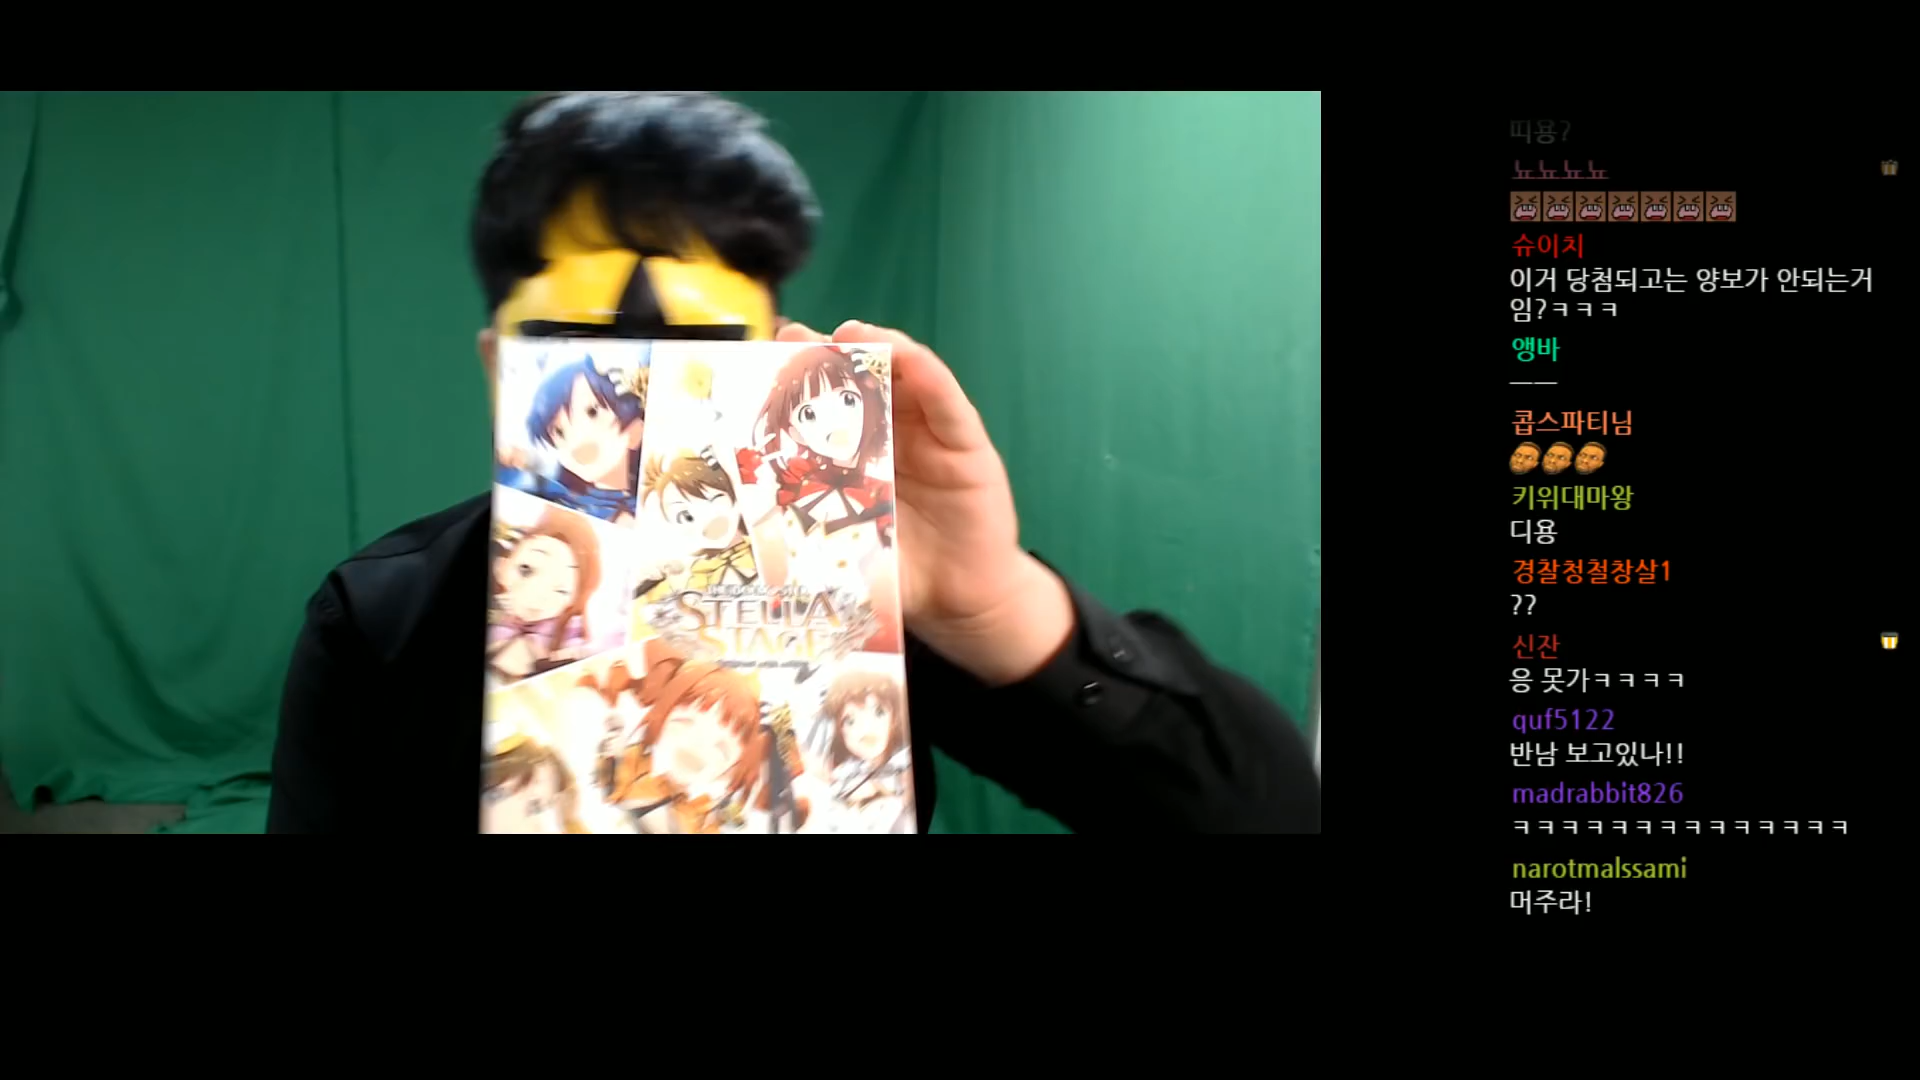 STELLA
STAGE
띠용?
뇨뇨뇨뇨
슈이치
이거 당첨되고는 양보가 안되는거
임?ㅋㅋㅋ
앵바
ㅡㅡ
콥스파티님
키위대마왕
디용
경찰청철창살1
??
신잔
응 못가ㅋㅋㅋㅋ
quf5122
반남 보고있나!!
madrabbit826
ㅋㅋㅋㅋㅋㅋㅋㅋㅋㅋㅋㅋㅋㅋ
narotmalssami
머주라!